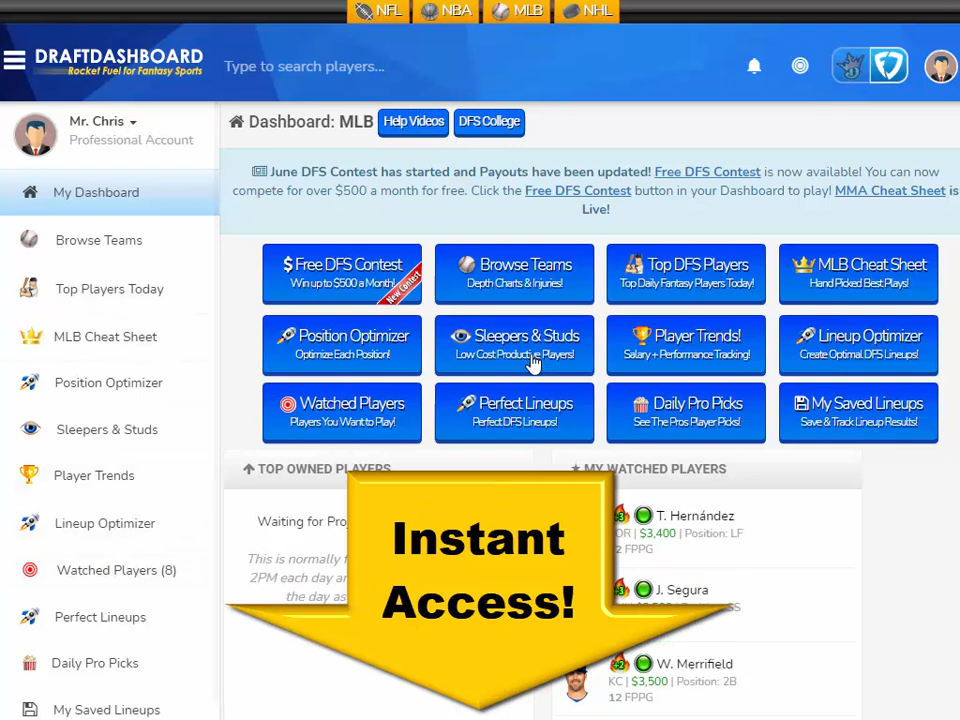 NFL NBA MLB NHL
DRAFTDASHBOARD
Rocket Fuel for Fantasy Sports
Type to search players...
Mr. Chris
Professional Account
Dashboard: MLB Help Videos DFS College
June DFS Contest has started and Payouts have been updated! Free DFS Contest is now available! You can now
compete for over $500 a month for free. Click the Free DFS Contest button in your Dashboard to play! MMA Cheat Sheet is
Live!
My Dashboard
Browse Teams
Top Players Today
MLB Cheat Sheet
Position Optimizer
Sleepers & Studs
Player Trends
Lineup Optimizer
Watched Players (8)
Perfect Lineups
Daily Pro Picks
My Saved Lineups
$ Free DFS Contest
Win up to $500 a Month!
New Contest
Browse Teams
Depth Charts & Injuries!
Top DFS Players
Top Daily Fantasy Players Today!
MLB Cheat Sheet
Hand Picked Best Plays!
Position Optimizer
Optimize Each Position!
Sleepers & Studs
Low Cost Productive Players!
Player Trends!
Salary + Performance Tracking!
Lineup Optimizer
Create Optimal DFS Lineups!
Watched Players
Players You Want to Play!
Perfect Lineups
Perfect DFS Lineups!
Daily Pro Picks
See The Pros Player Picks!
My Saved Lineups
Save & Track Lineup Results!
TOP OWNED PLAYERS
Waiting for
This is normally
2PM each day
the day as
MY WATCHED PLAYERS
+3 T. Hernández
$3,400 | Position: LF
FPPG
J. Segura
W. Merrifield
KC | $3,500 | Position: 2B
12 FPPG
Instant
Access!